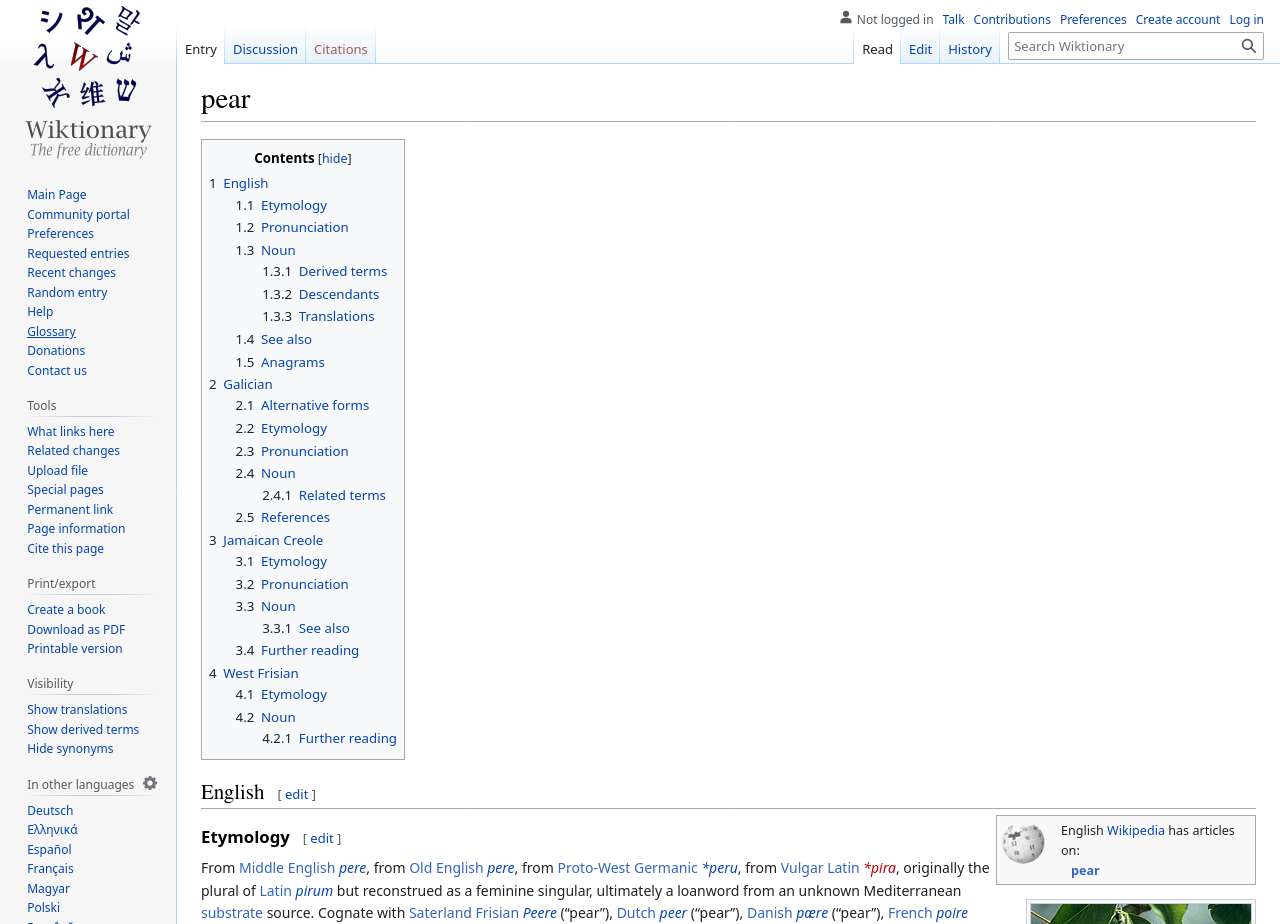 Not logged in Talk Contributions Preferences Create account Log in
Entry Discussion Citations Read Edit History Search Wiktionary
Wiktionary
The free dictionary
Main Page
Community portal
Preferences
Requested entries
Recent changes
Random entry
Help
Glossary
Donations
Contact us
Tools
What links here
Related changes
Upload file
Special pages
Permanent link
Page information
Cite this page
Print/export
Create a book
Download as PDF
Printable version
Visibility
Show translations
Show derived terms
Hide synonyms
In other languages
Deutsch
Ελληνικά
Español
Français
Magyar
Polski
pear
Contents [hide]
1 English
1.1 Etymology
1.2 Pronunciation
1.3 Noun
1.3.1 Derived terms
1.3.2 Descendants
1.3.3 Translations
1.4 See also
1.5 Anagrams
2 Galician
2.1 Alternative forms
2.2 Etymology
2.3 Pronunciation
2.4 Noun
2.4.1 Related terms
2.5 References
3 Jamaican Creole
3.1 Etymology
3.2 Pronunciation
3.3 Noun
3.3.1 See also
3.4 Further reading
4 West Frisian
4.1 Etymology
4.2 Noun
4.2.1 Further reading
English [ edit ]
English Wikipedia has articles
on:
pear
Etymology [ edit ]
From Middle English pere, from Old English pere, from Proto-West Germanic *peru, from Vulgar Latin *pira, originally the
plural of Latin pirum but reconstrued as a feminine singular, ultimately a loanword from an unknown Mediterranean
substrate source. Cognate with Saterland Frisian Peere (“pear”), Dutch peer (“pear”), Danish pære (“pear”), French poire